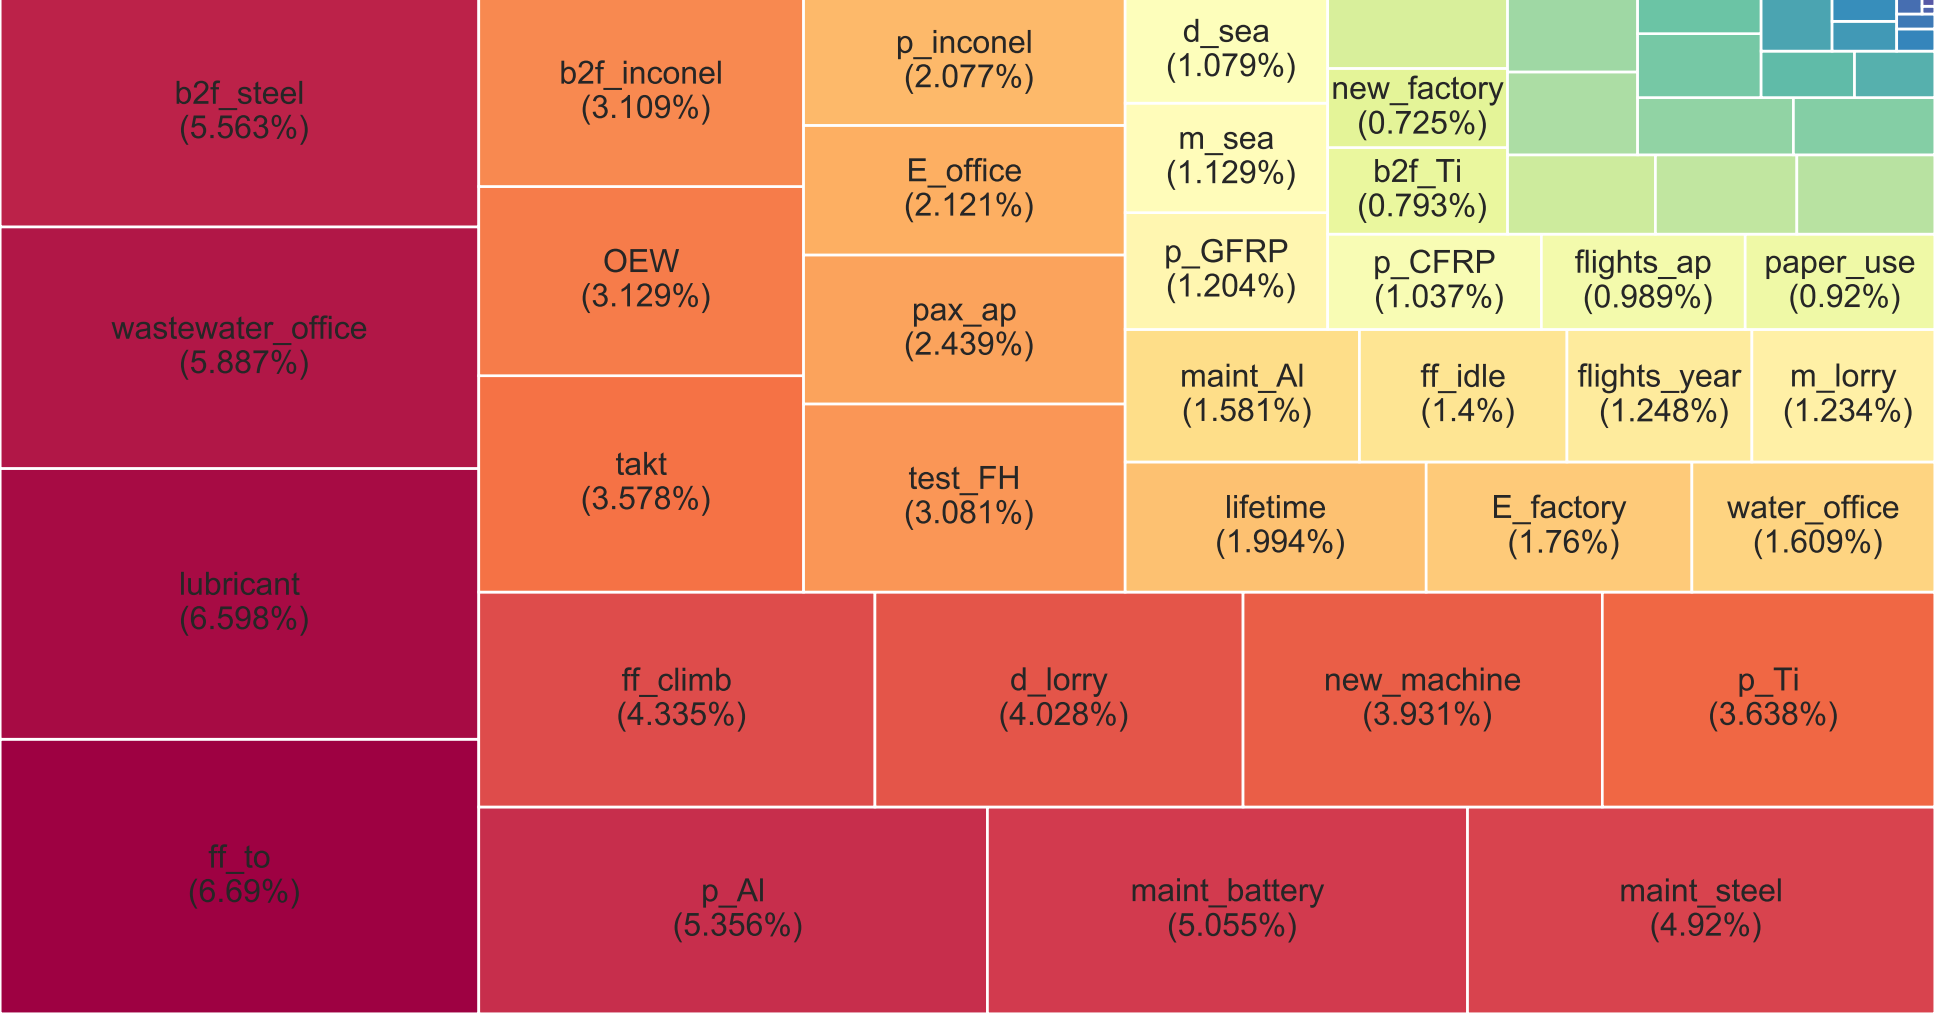 b2f_steel
(5.563%)
wastewater_office
(5.887%)
lubricant
(6.598%)
ff_to
(6.69%)
b2f_inconel
(3.109%)
OEW
(3.129%)
takt
(3.578%)
p_inconel
(2.077%)
E_office
(2.121%)
pax_ap
(2.439%)
test_FH
(3.081%)
d_sea
(1.079%)
m_sea
(1.129%)
p_GFRP
(1.204%)
new_factory
(0.725%)
b2f_Ti
(0.793%)
p_CFRP
(1.037%)
flights_ap
(0.989%)
paper_use
(0.92%)
maint_Al
(1.581%)
ff_idle
(1.4%)
flights_year
(1.248%)
m_lorry
(1.234%)
lifetime
(1.994%)
E_factory
(1.76%)
water_office
(1.609%)
ff_climb
(4.335%)
d_lorry
(4.028%)
new_machine
(3.931%)
p_Ti
(3.638%)
p_Al
(5.356%)
maint_battery
(5.055%)
maint_steel
(4.92%)